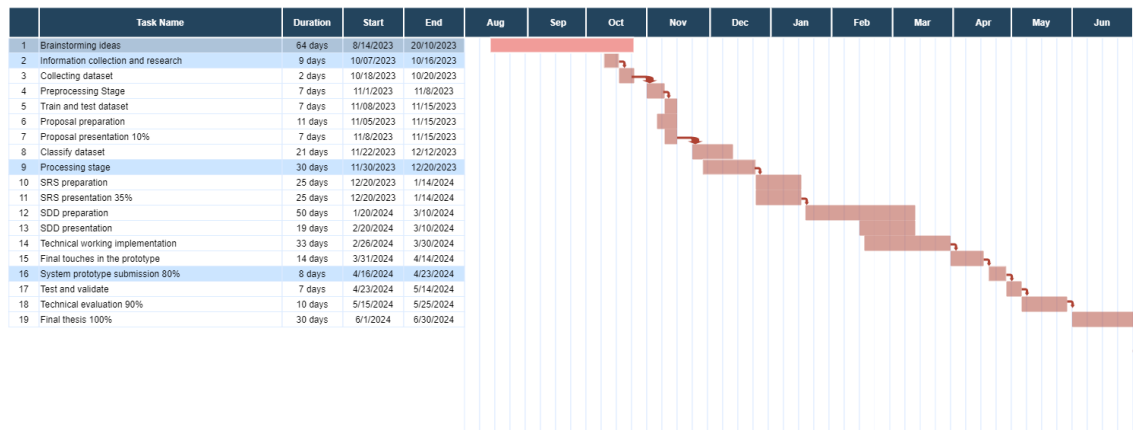 Task Name Duration Start End Aug Sep Oct Nov Dec Jan Feb Mar Apr May Jun
1 Brainstorming ideas 64 days 8/14/2023 20/10/2023
2 Information collection and research 9 days 10/07/2023 10/16/2023
3 Collecting dataset 2 days 10/18/2023 10/20/2023
4 Preprocessing Stage 7 days 11/1/2023 11/8/2023
5 Train and test dataset 7 days 11/08/2023 11/15/2023
6 Proposal preparation 11 days 11/05/2023 11/15/2023
7 Proposal presentation 10% 7 days 11/8/2023 11/15/2023
8 Classify dataset 21 days 11/22/2023 12/12/2023
9 Processing stage 30 days 11/30/2023 12/20/2023
10 SRS preparation 25 days 12/20/2023 1/14/2024
11 SRS presentation 35% 25 days 12/20/2023 1/14/2024
12 SDD preparation 50 days 1/20/2024 3/10/2024
13 SDD presentation 19 days 2/20/2024 3/10/2024
14 Technical working implementation 33 days 2/26/2024 3/30/2024
15 Final touches in the prototype 14 days 3/31/2024 4/14/2024
16 System prototype submission 80% 8 days 4/16/2024 4/23/2024
17 Test and validate 7 days 4/23/2024 5/14/2024
18 Technical evaluation 90% 10 days 5/15/2024 5/25/2024
19 Final thesis 100% 30 days 6/1/2024 6/30/2024